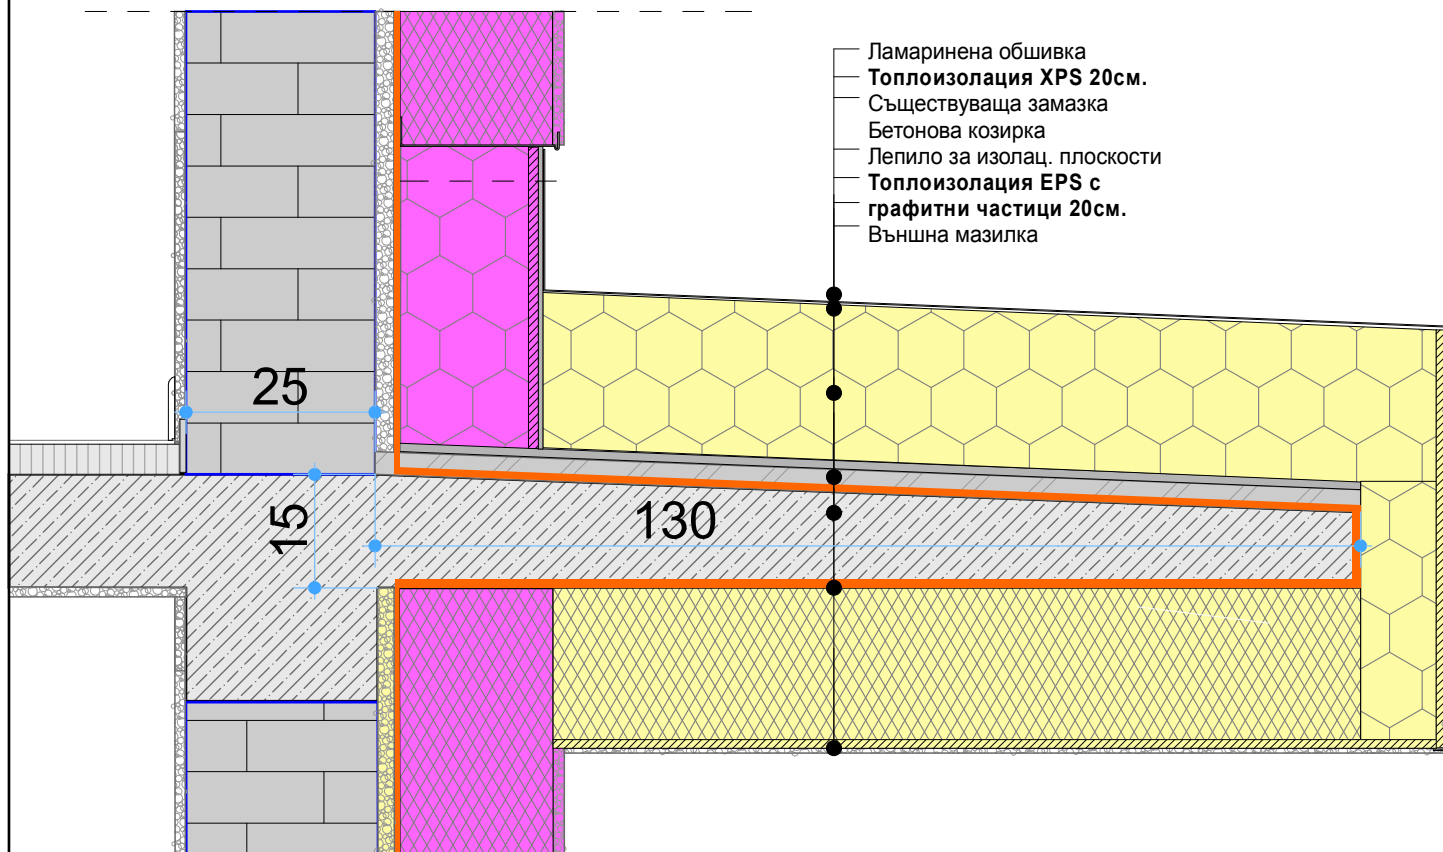 Ламаринена обшивка
Топлоизолация XPS 20см.
Съществуваща замазка
Бетонова козирка
Лепило за изолац. плоскости
Топлоизолация EPS с
графитни частици 20см.
Външна мазилка
25
15
130